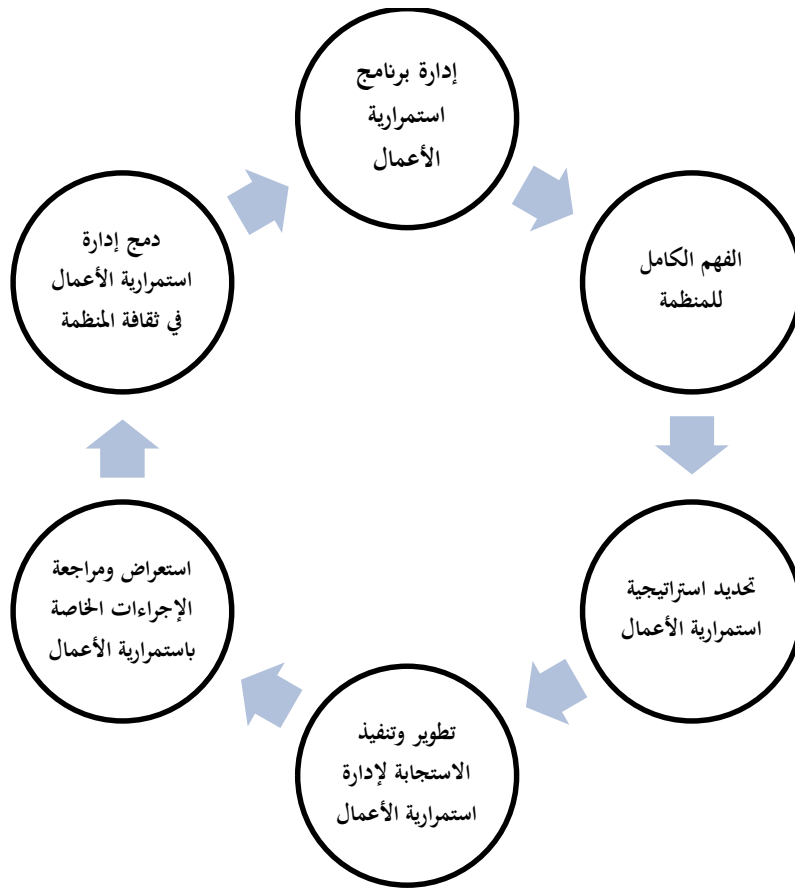 إدارة برنامج
استمرارية
الأعمال
الفهم الكامل
للمنظمة
تحديد استراتيجية
استمرارية الأعمال
تطوير وتنفيذ
الاستجابة لإدارة
استمرارية الأعمال
استعراض ومراجعة
الإجراءات الخاصة
باستمرارية الأعمال
دمج إدارة
استمرارية الأعمال
في ثقافة المنظمة